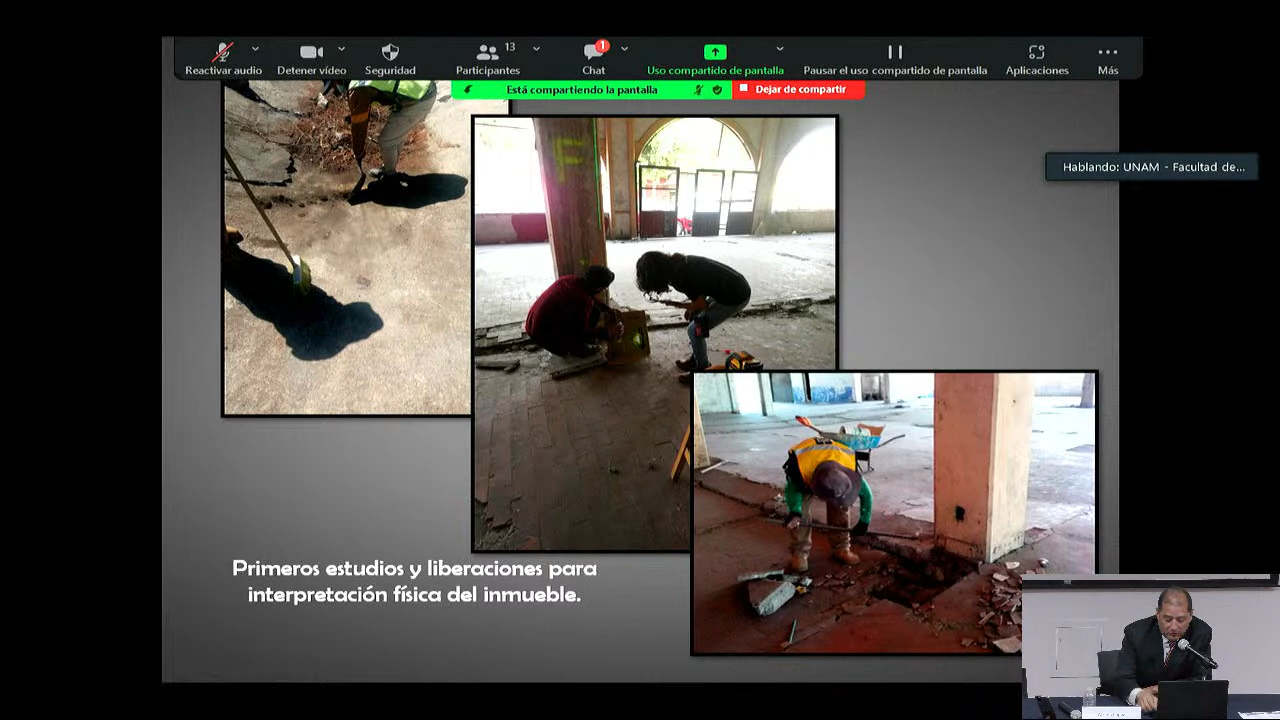 13
1
Reactivar audio
Detener vídeo
Seguridad
Participantes
Chat
Uso compartido de pantalla
Pausar el uso compartido de pantalla
Aplicaciones
Más
Está compartiendo la pantalla
Dejar de compartir
Hablando: UNAM - Facultad de...
Primeros estudios y liberaciones para
interpretación física del inmueble.